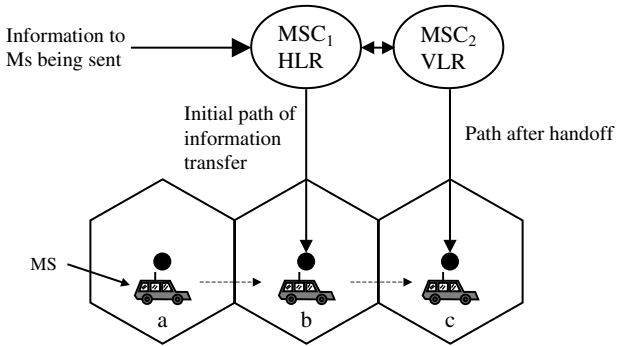 Information to
Ms being sent
MSC₁
HLR
MSC₂
VLR
Initial path of
information
transfer
Path after handoff
MS
a
b
c